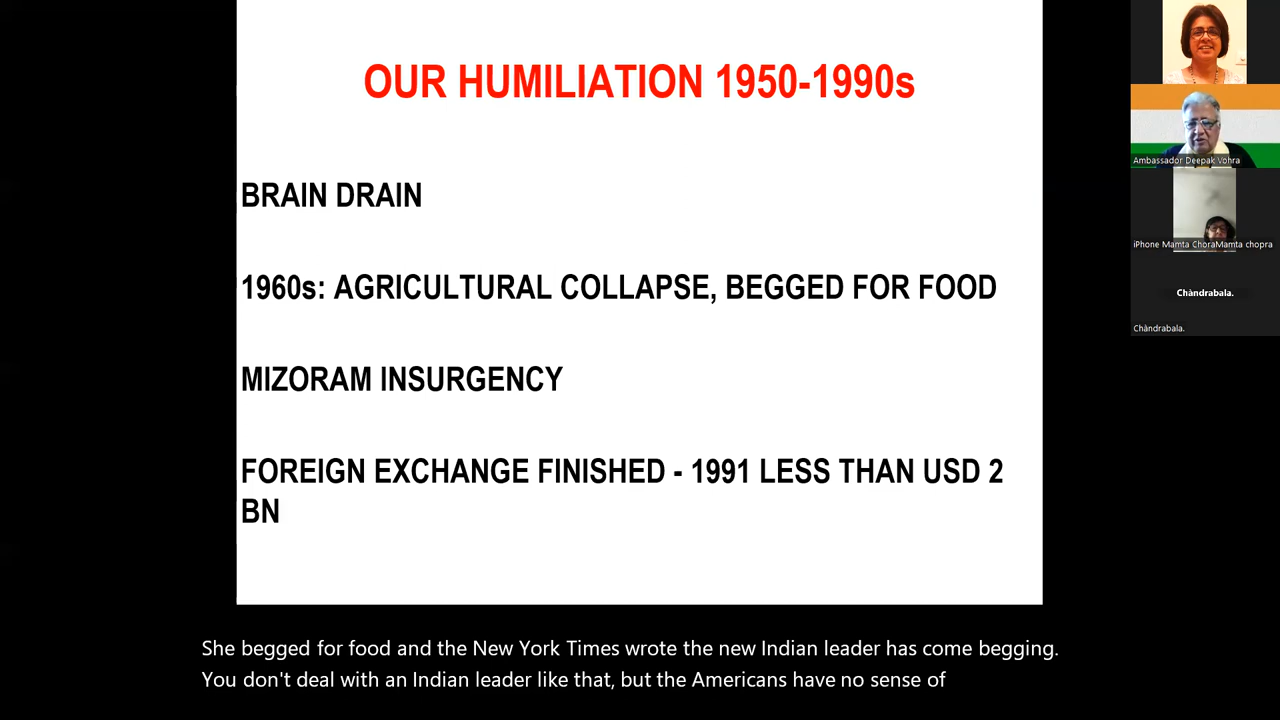 OUR HUMILIATION 1950-1990s
BRAIN DRAIN
1960s: AGRICULTURAL COLLAPSE, BEGGED FOR FOOD
MIZORAM INSURGENCY
FOREIGN EXCHANGE FINISHED - 1991 LESS THAN USD 2
BN
She begged for food and the New York Times wrote the new Indian leader has come begging.
You don't deal with an Indian leader like that, but the Americans have no sense of
Ambassador Deepak Vohra
iPhone Mamta ChoraMamta chopra
Chàndrabala.
Chàndrabala.